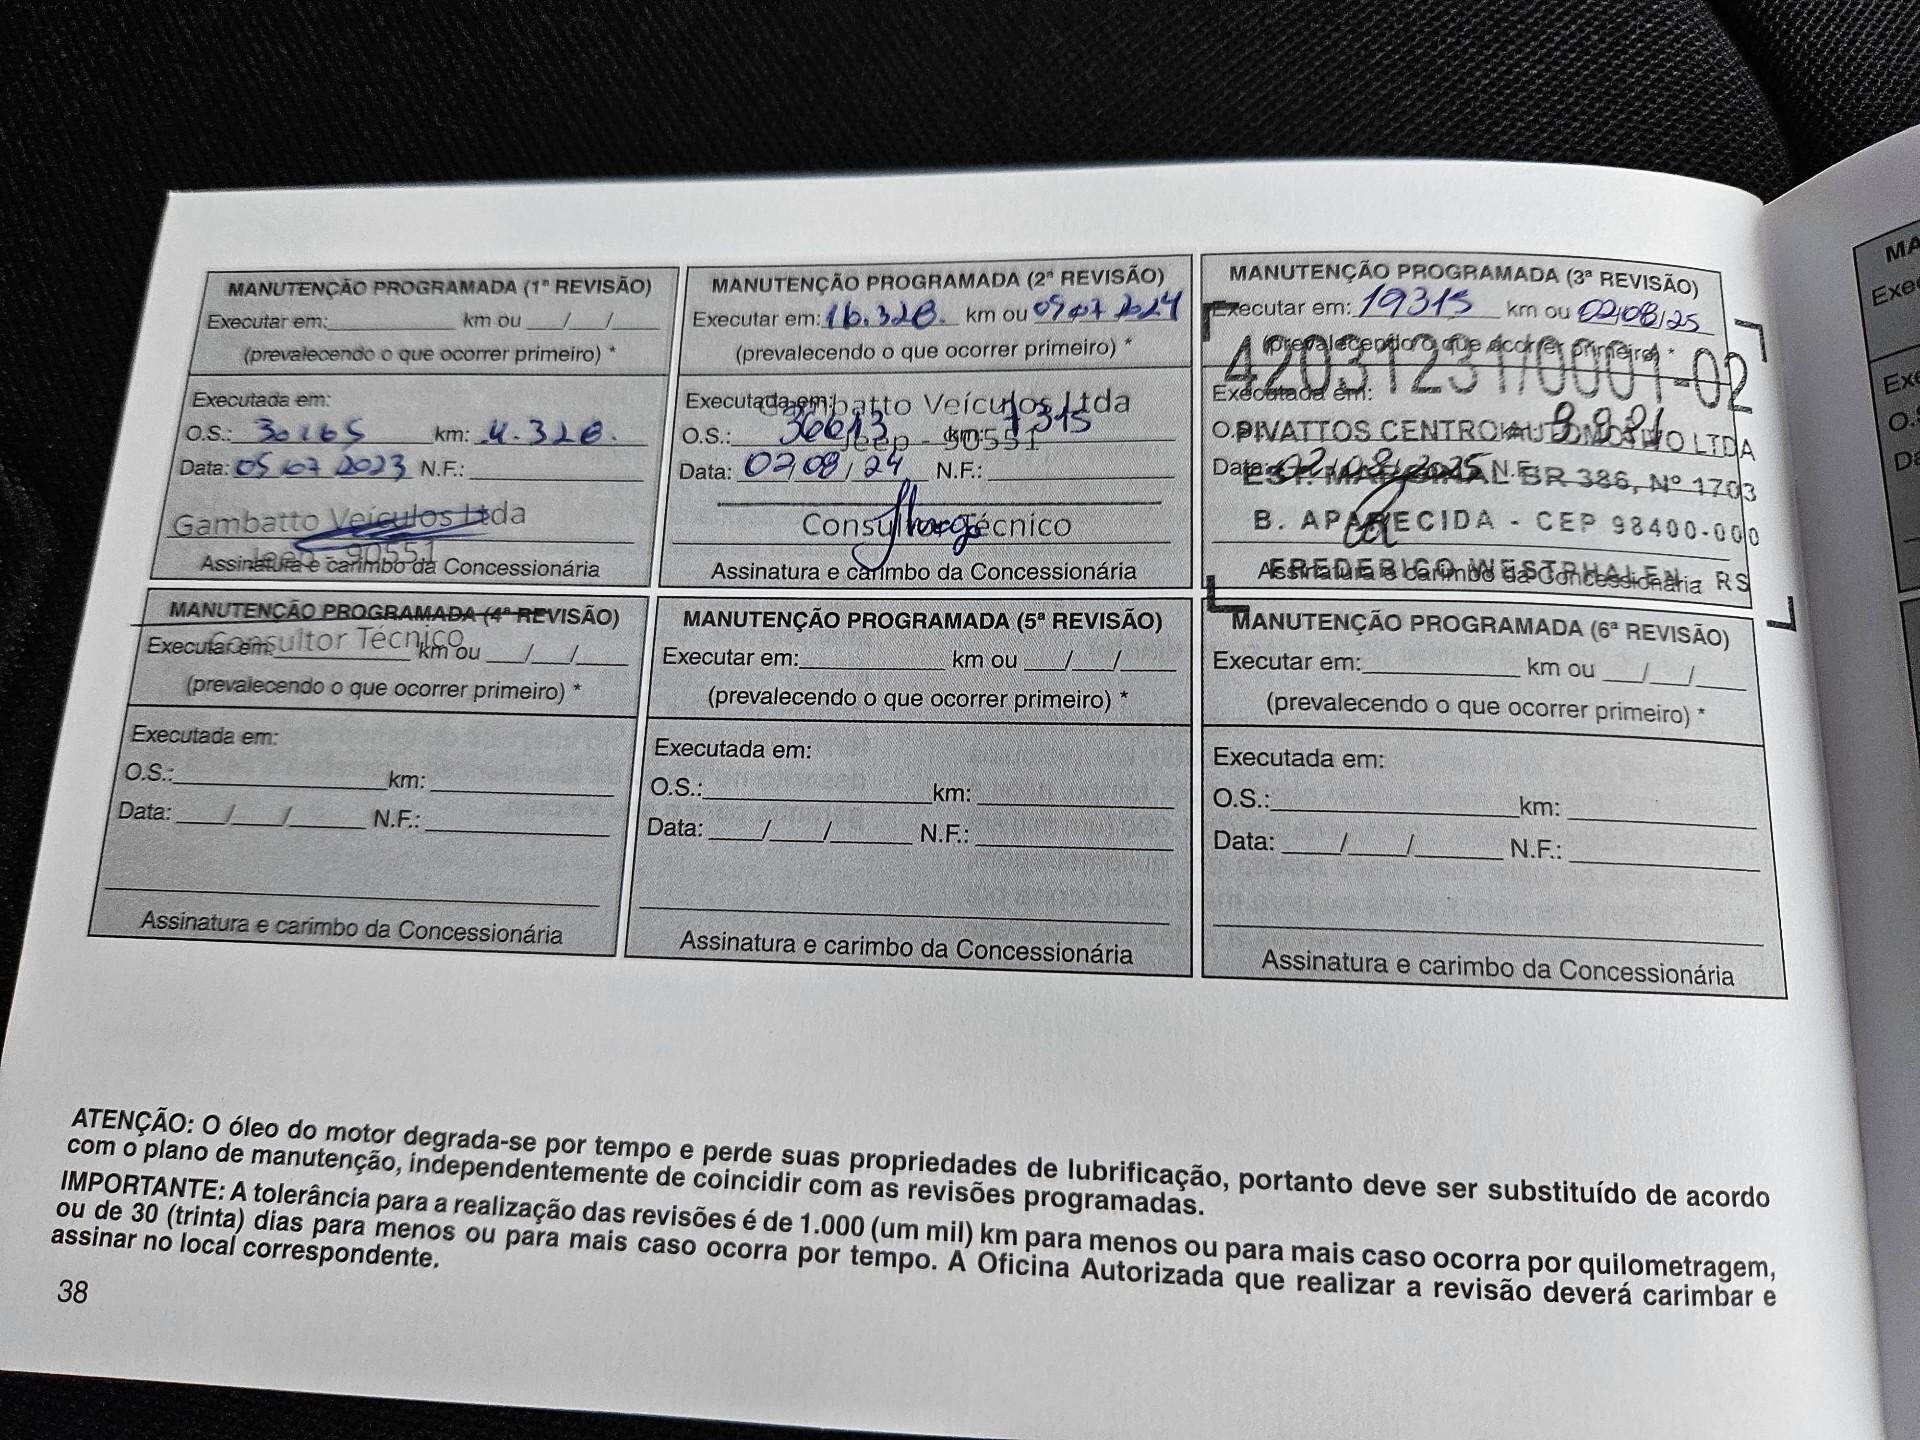 MANUTENÇÃO PROGRAMADA (1ª REVISÃO)
Executar em: km ou / /
(prevalecendo o que ocorrer primeiro) *
Executada em:
O.S.: 30165 km: 4.328.
Data: 05 07 2023 N.F.:
Gambatto Veículos Ltda
Jeep - 90551
Assinatura e carimbo da Concessionária
Consultor Técnico
MANUTENÇÃO PROGRAMADA (2ª REVISÃO)
Executar em: 16.328. km ou 05 07 2024
(prevalecendo o que ocorrer primeiro) *
Executada em:
Gambatto Veículos Ltda
O.S.: 36613 km: 7315
Jeep - 90551
Data: 02/08/24 N.F.:
Consultor Técnico
Assinatura e carimbo da Concessionária
MANUTENÇÃO PROGRAMADA (3ª REVISÃO)
Executar em: 19315 km ou 02/08/25
(prevalecendo o que ocorrer primeiro) *
42031231/0001-02
Executada em:
O.S.: km:
PIVATTOS CENTRO AUTOMOTIVO LTDA
Data: 02/08/2025 N.F.:
EST. MARGINAL BR 386, Nº 1703
B. APARECIDA - CEP 98400-000
FREDERICO WESTPHALEN - RS
Assinatura e carimbo da Concessionária
MANUTENÇÃO PROGRAMADA (4ª REVISÃO)
Executar em: km ou / /
(prevalecendo o que ocorrer primeiro) *
Executada em:
O.S.: km:
Data: / / N.F.:
Assinatura e carimbo da Concessionária
MANUTENÇÃO PROGRAMADA (5ª REVISÃO)
Executar em: km ou / /
(prevalecendo o que ocorrer primeiro) *
Executada em:
O.S.: km:
Data: / / N.F.:
Assinatura e carimbo da Concessionária
MANUTENÇÃO PROGRAMADA (6ª REVISÃO)
Executar em: km ou / /
(prevalecendo o que ocorrer primeiro) *
Executada em:
O.S.: km:
Data: / / N.F.:
Assinatura e carimbo da Concessionária
ATENÇÃO: O óleo do motor degrada-se por tempo e perde suas propriedades de lubrificação, portanto deve ser substituído de acordo
com o plano de manutenção, independentemente de coincidir com as revisões programadas.
IMPORTANTE: A tolerância para a realização das revisões é de 1.000 (um mil) km para menos ou para mais caso ocorra por quilometragem,
ou de 30 (trinta) dias para menos ou para mais caso ocorra por tempo. A Oficina Autorizada que realizar a revisão deverá carimbar e
assinar no local correspondente.
38